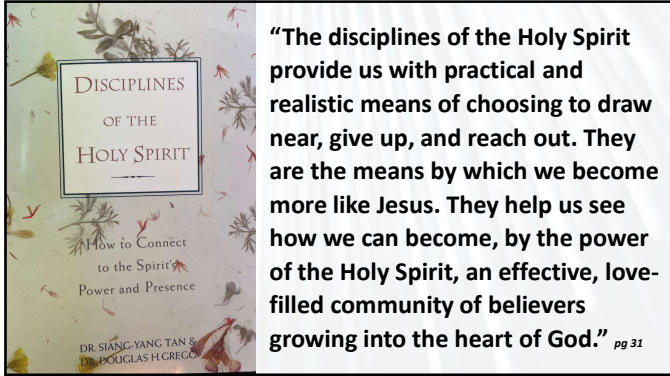 DISCIPLINES
OF THE
HOLY SPIRIT
How to Connect
to the Spirit's
Power and Presence
DR. SIANG-YANG TAN &
DR. DOUGLAS H. GREGG
“The disciplines of the Holy Spirit
provide us with practical and
realistic means of choosing to draw
near, give up, and reach out. They
are the means by which we become
more like Jesus. They help us see
how we can become, by the power
of the Holy Spirit, an effective, love-
filled community of believers
growing into the heart of God.” pg 31